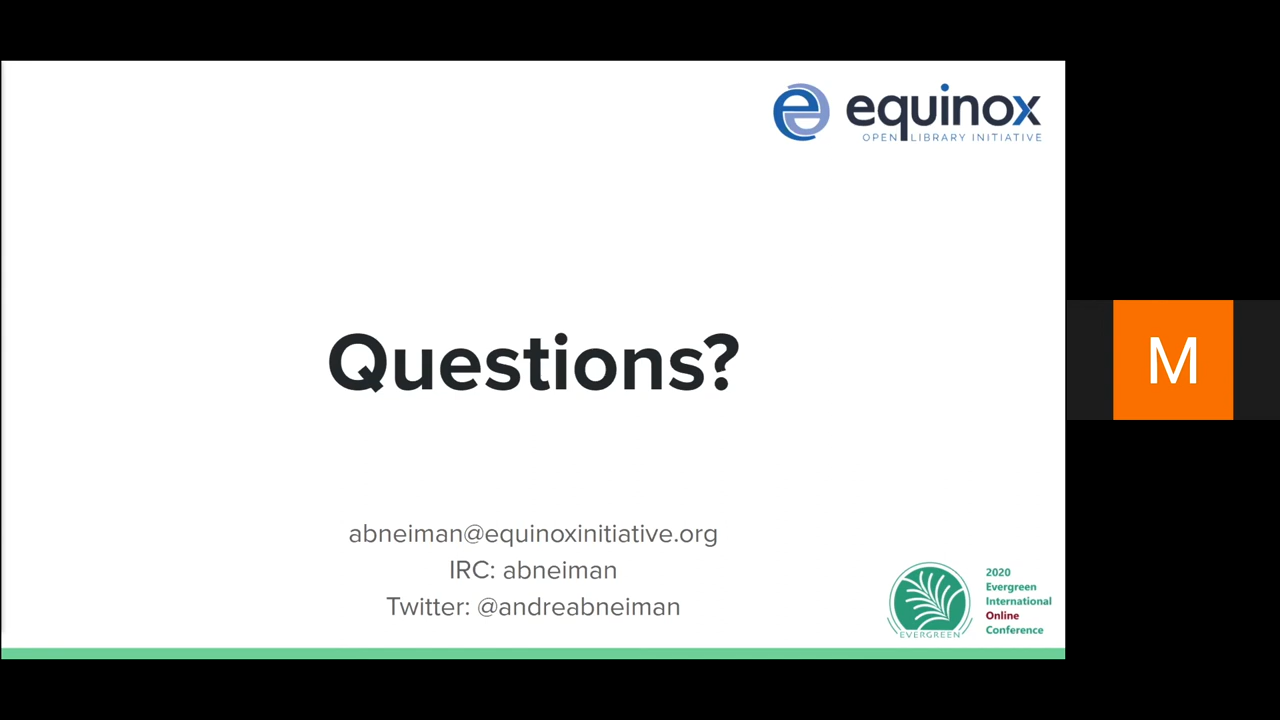 equinox
OPEN LIBRARY INITIATIVE
Questions?
M
abneiman@equinoxinitiative.org
IRC: abneiman
Twitter: @andreabneiman
EVERGREEN
2020
Evergreen
International
Online
Conference